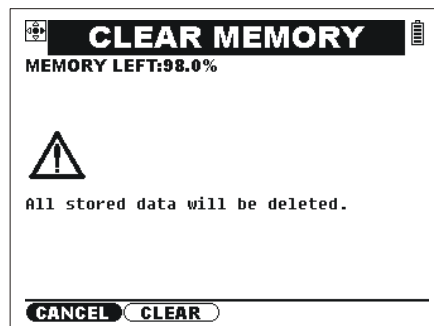 CLEAR MEMORY
MEMORY LEFT:98.0%
All stored data will be deleted.
CANCEL CLEAR